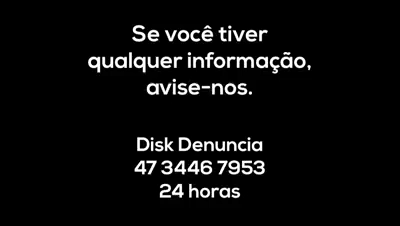 Se você tiver
qualquer informação,
avise-nos.
Disk Denuncia
47 3446 7953
24 horas